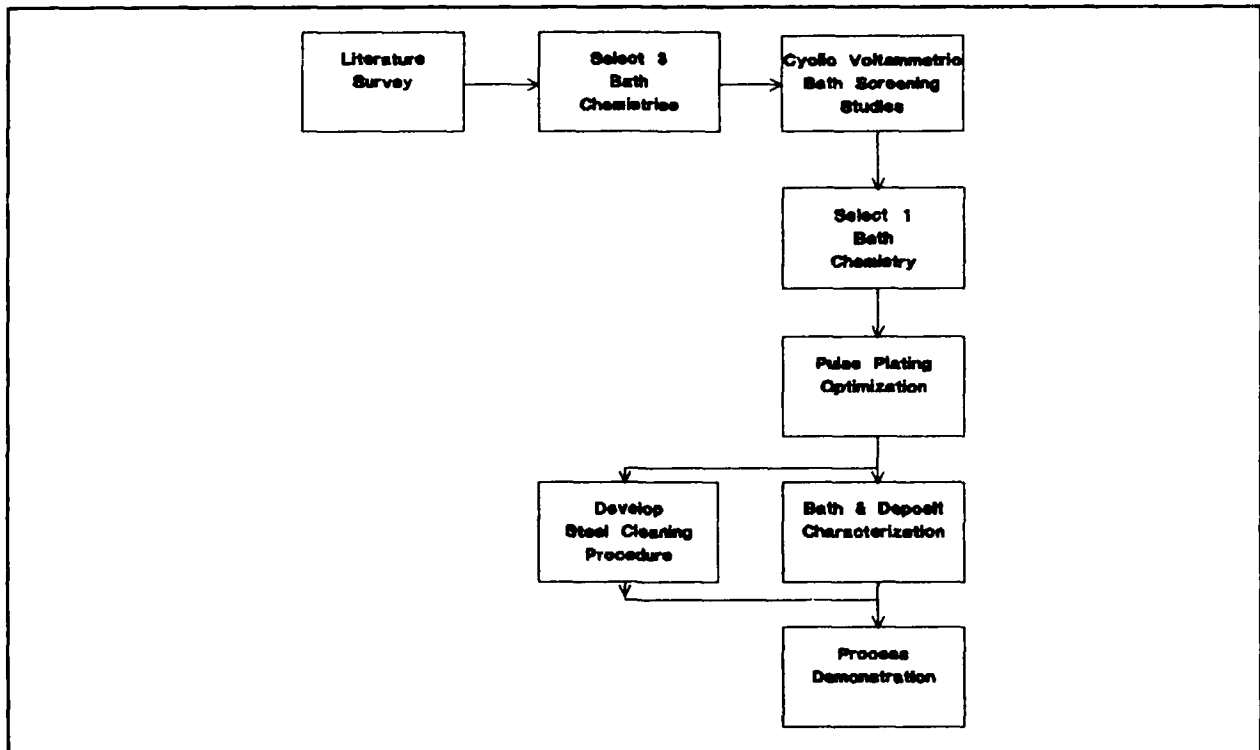 Literature
Survey
Select 3
Bath
Chemistries
Cyclic Voltammetric
Bath Screening
Studies
Select 1
Bath
Chemistry
Pulse Plating
Optimization
Develop
Steel Cleaning
Procedure
Bath & Deposit
Characterization
Process
Demonstration